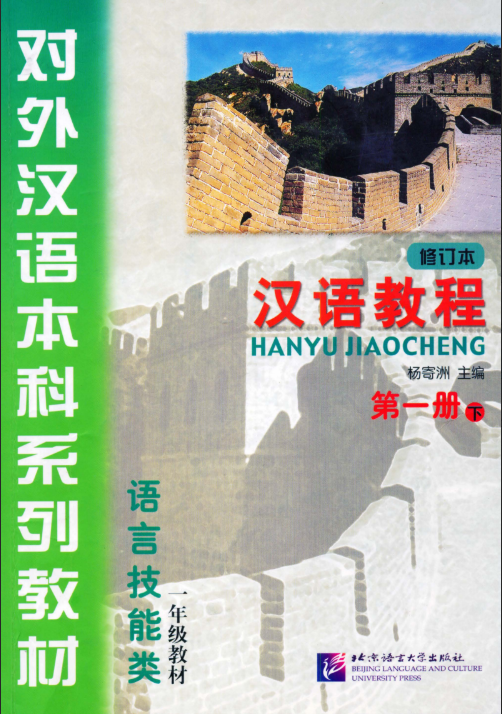 对外汉语本科系列教材
修订本
汉语教程
HANYU JIAOCHENG
杨寄洲 主编
第一册 下
语言技能类
一年级教材
北京语言大学出版社
BEIJING LANGUAGE AND CULTURE
UNIVERSITY PRESS